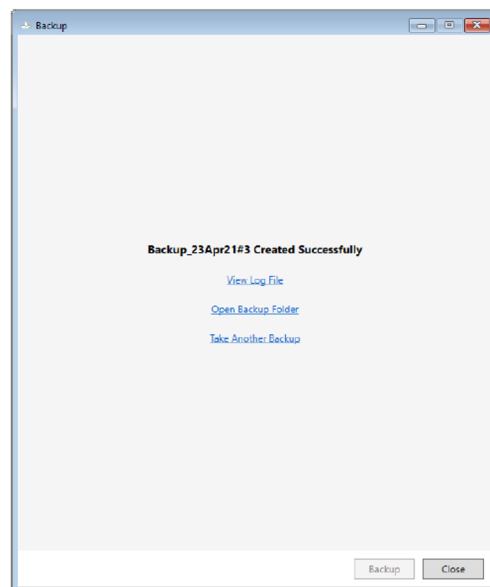 Backup
Backup_23Apr21#3 Created Successfully
View Log File
Open Backup Folder
Take Another Backup
Backup Close